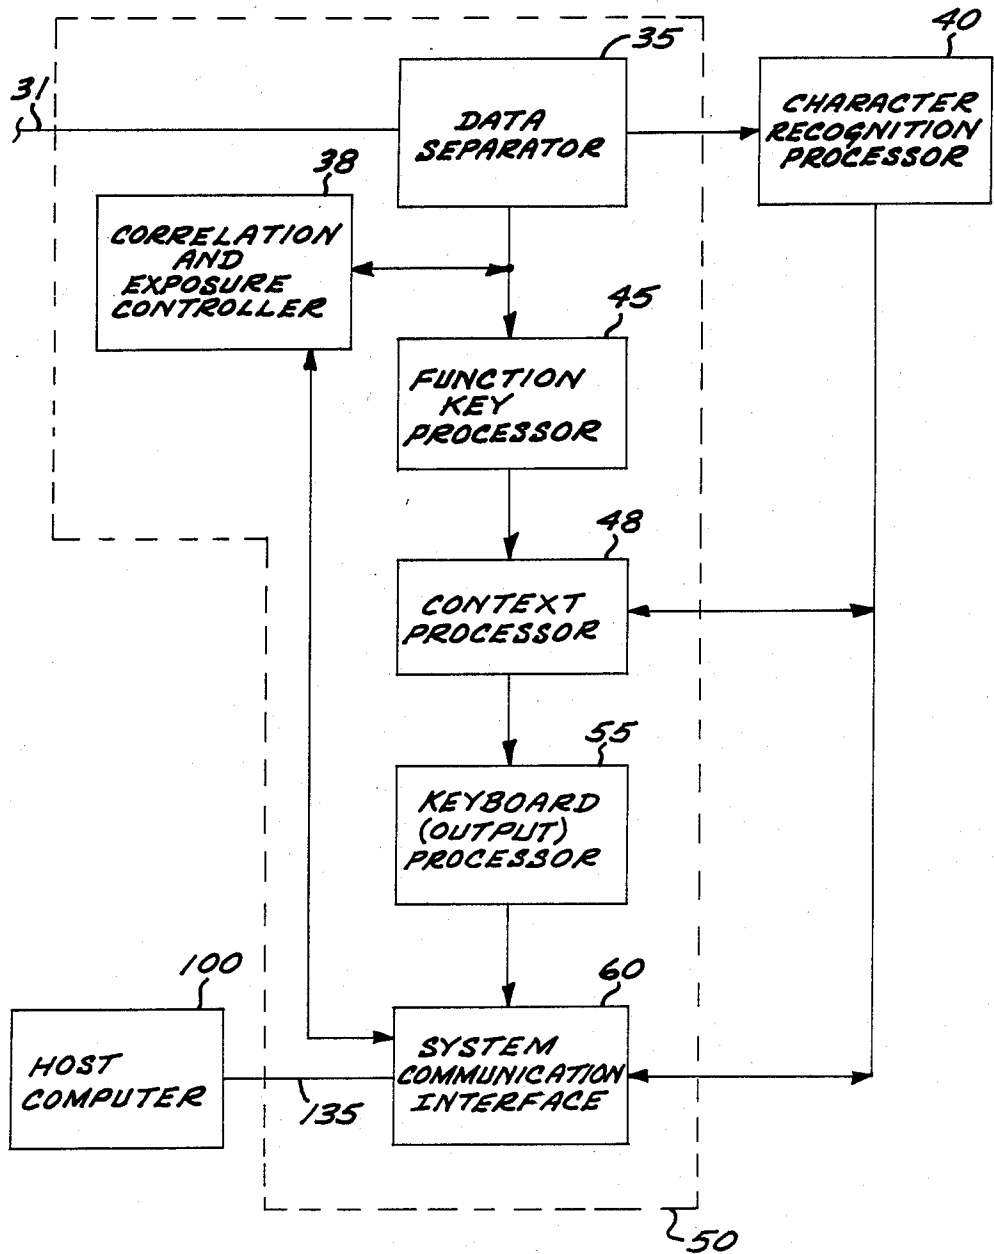 35
40
31
DATA
SEPARATOR
CHARACTER
RECOGNITION
PROCESSOR
38
CORRELATION
AND
EXPOSURE
CONTROLLER
45
FUNCTION
KEY
PROCESSOR
48
CONTEXT
PROCESSOR
55
KEYBOARD
(OUTPUT)
PROCESSOR
100
60
HOST
COMPUTER
135
SYSTEM
COMMUNICATION
INTERFACE
50